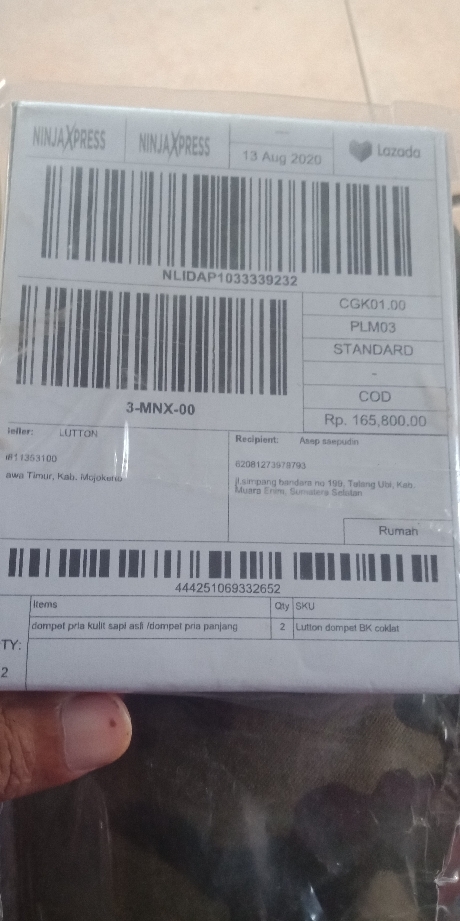 NINJAXPRESS NINJAXPRESS 13 Aug 2020 Lazada
NLIDAP1033339232
CGK01.00
PLM03
STANDARD
-
COD
Rp. 165,800.00
3-MNX-00
seller: LUTTON
awa Timur, Kab. Mojokerto
Recipient: Asep saepudin
62081273979793
jl.simpang bandara no 199, Talang Ubi, Kab.
Muara Enim, Sumatera Selatan
Rumah
444251069332652
Items Qty SKU
dompet pria kulit sapi asli /dompet pria panjang 2 Lutton dompet BK coklat
TY:
2